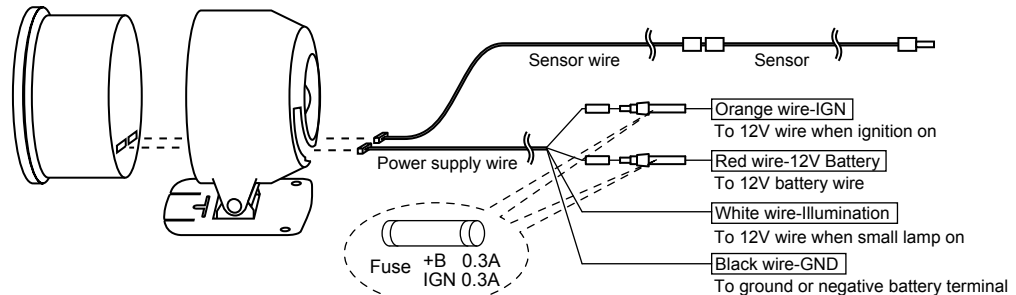 Sensor wire
Sensor
Orange wire-IGN
To 12V wire when ignition on
Power supply wire
Red wire-12V Battery
To 12V battery wire
White wire-Illumination
To 12V wire when small lamp on
Fuse +B 0.3A
IGN 0.3A
Black wire-GND
To ground or negative battery terminal